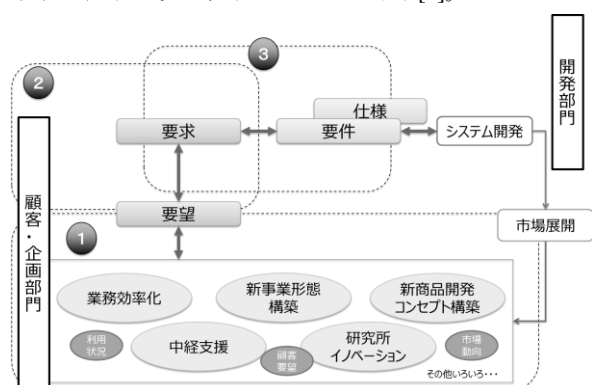 2
3
開発部門
仕様
要求
要件
システム開発
顧客・企画部門
要望
市場展開
1
業務効率化
新事業形態
構築
新商品開発
コンセプト構築
利用
状況
中経支援
顧客
要望
研究所
イノベーション
市場
動向
その他いろいろ・・・